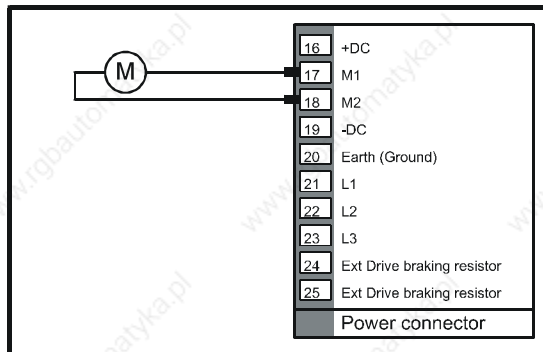 M
16 +DC
17 M1
18 M2
19 -DC
20 Earth (Ground)
21 L1
22 L2
23 L3
24 Ext Drive braking resistor
25 Ext Drive braking resistor
Power connector
www.rgbautomatyka.pl